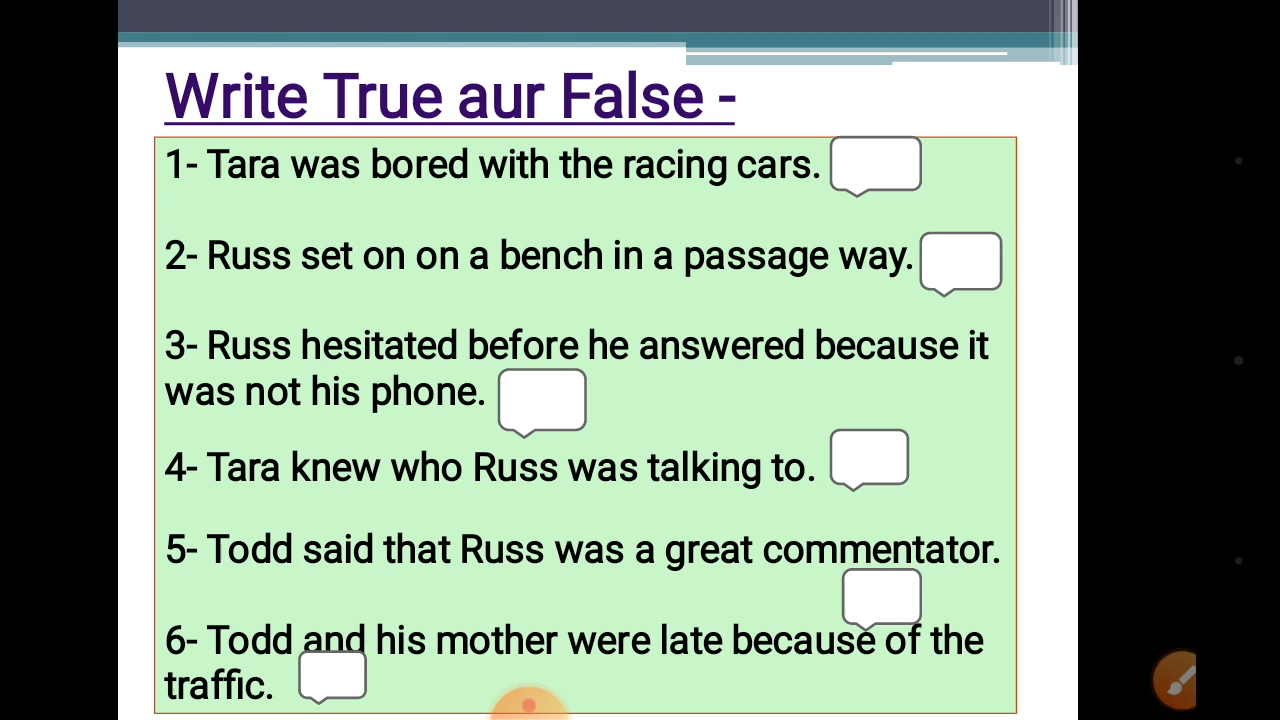 Write True aur False -
1- Tara was bored with the racing cars.
2- Russ set on on a bench in a passage way.
3- Russ hesitated before he answered because it
was not his phone.
4- Tara knew who Russ was talking to.
5- Todd said that Russ was a great commentator.
6- Todd and his mother were late because of the
traffic.